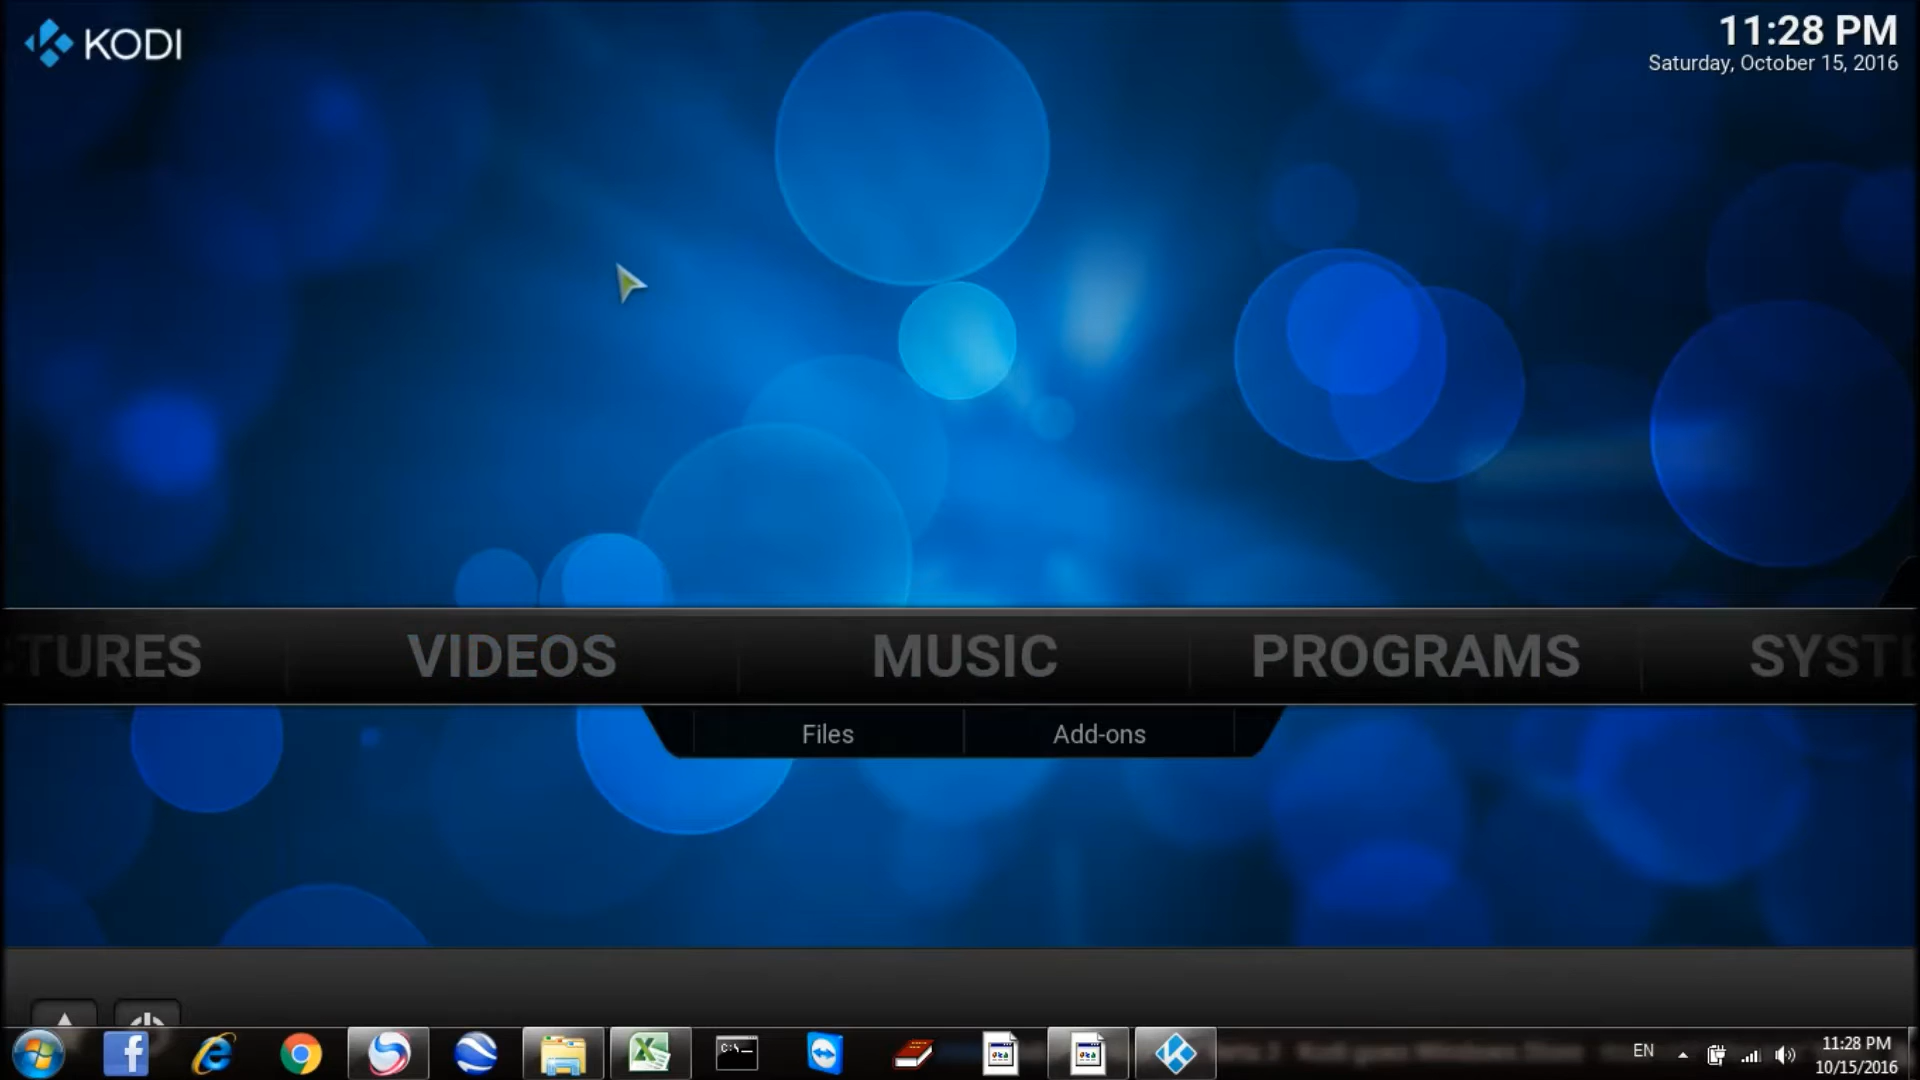 KODI
11:28 PM
Saturday, October 15, 2016
TURES
VIDEOS
MUSIC
PROGRAMS
SYSTE
Files
Add-ons
EN
11:28 PM
10/15/2016